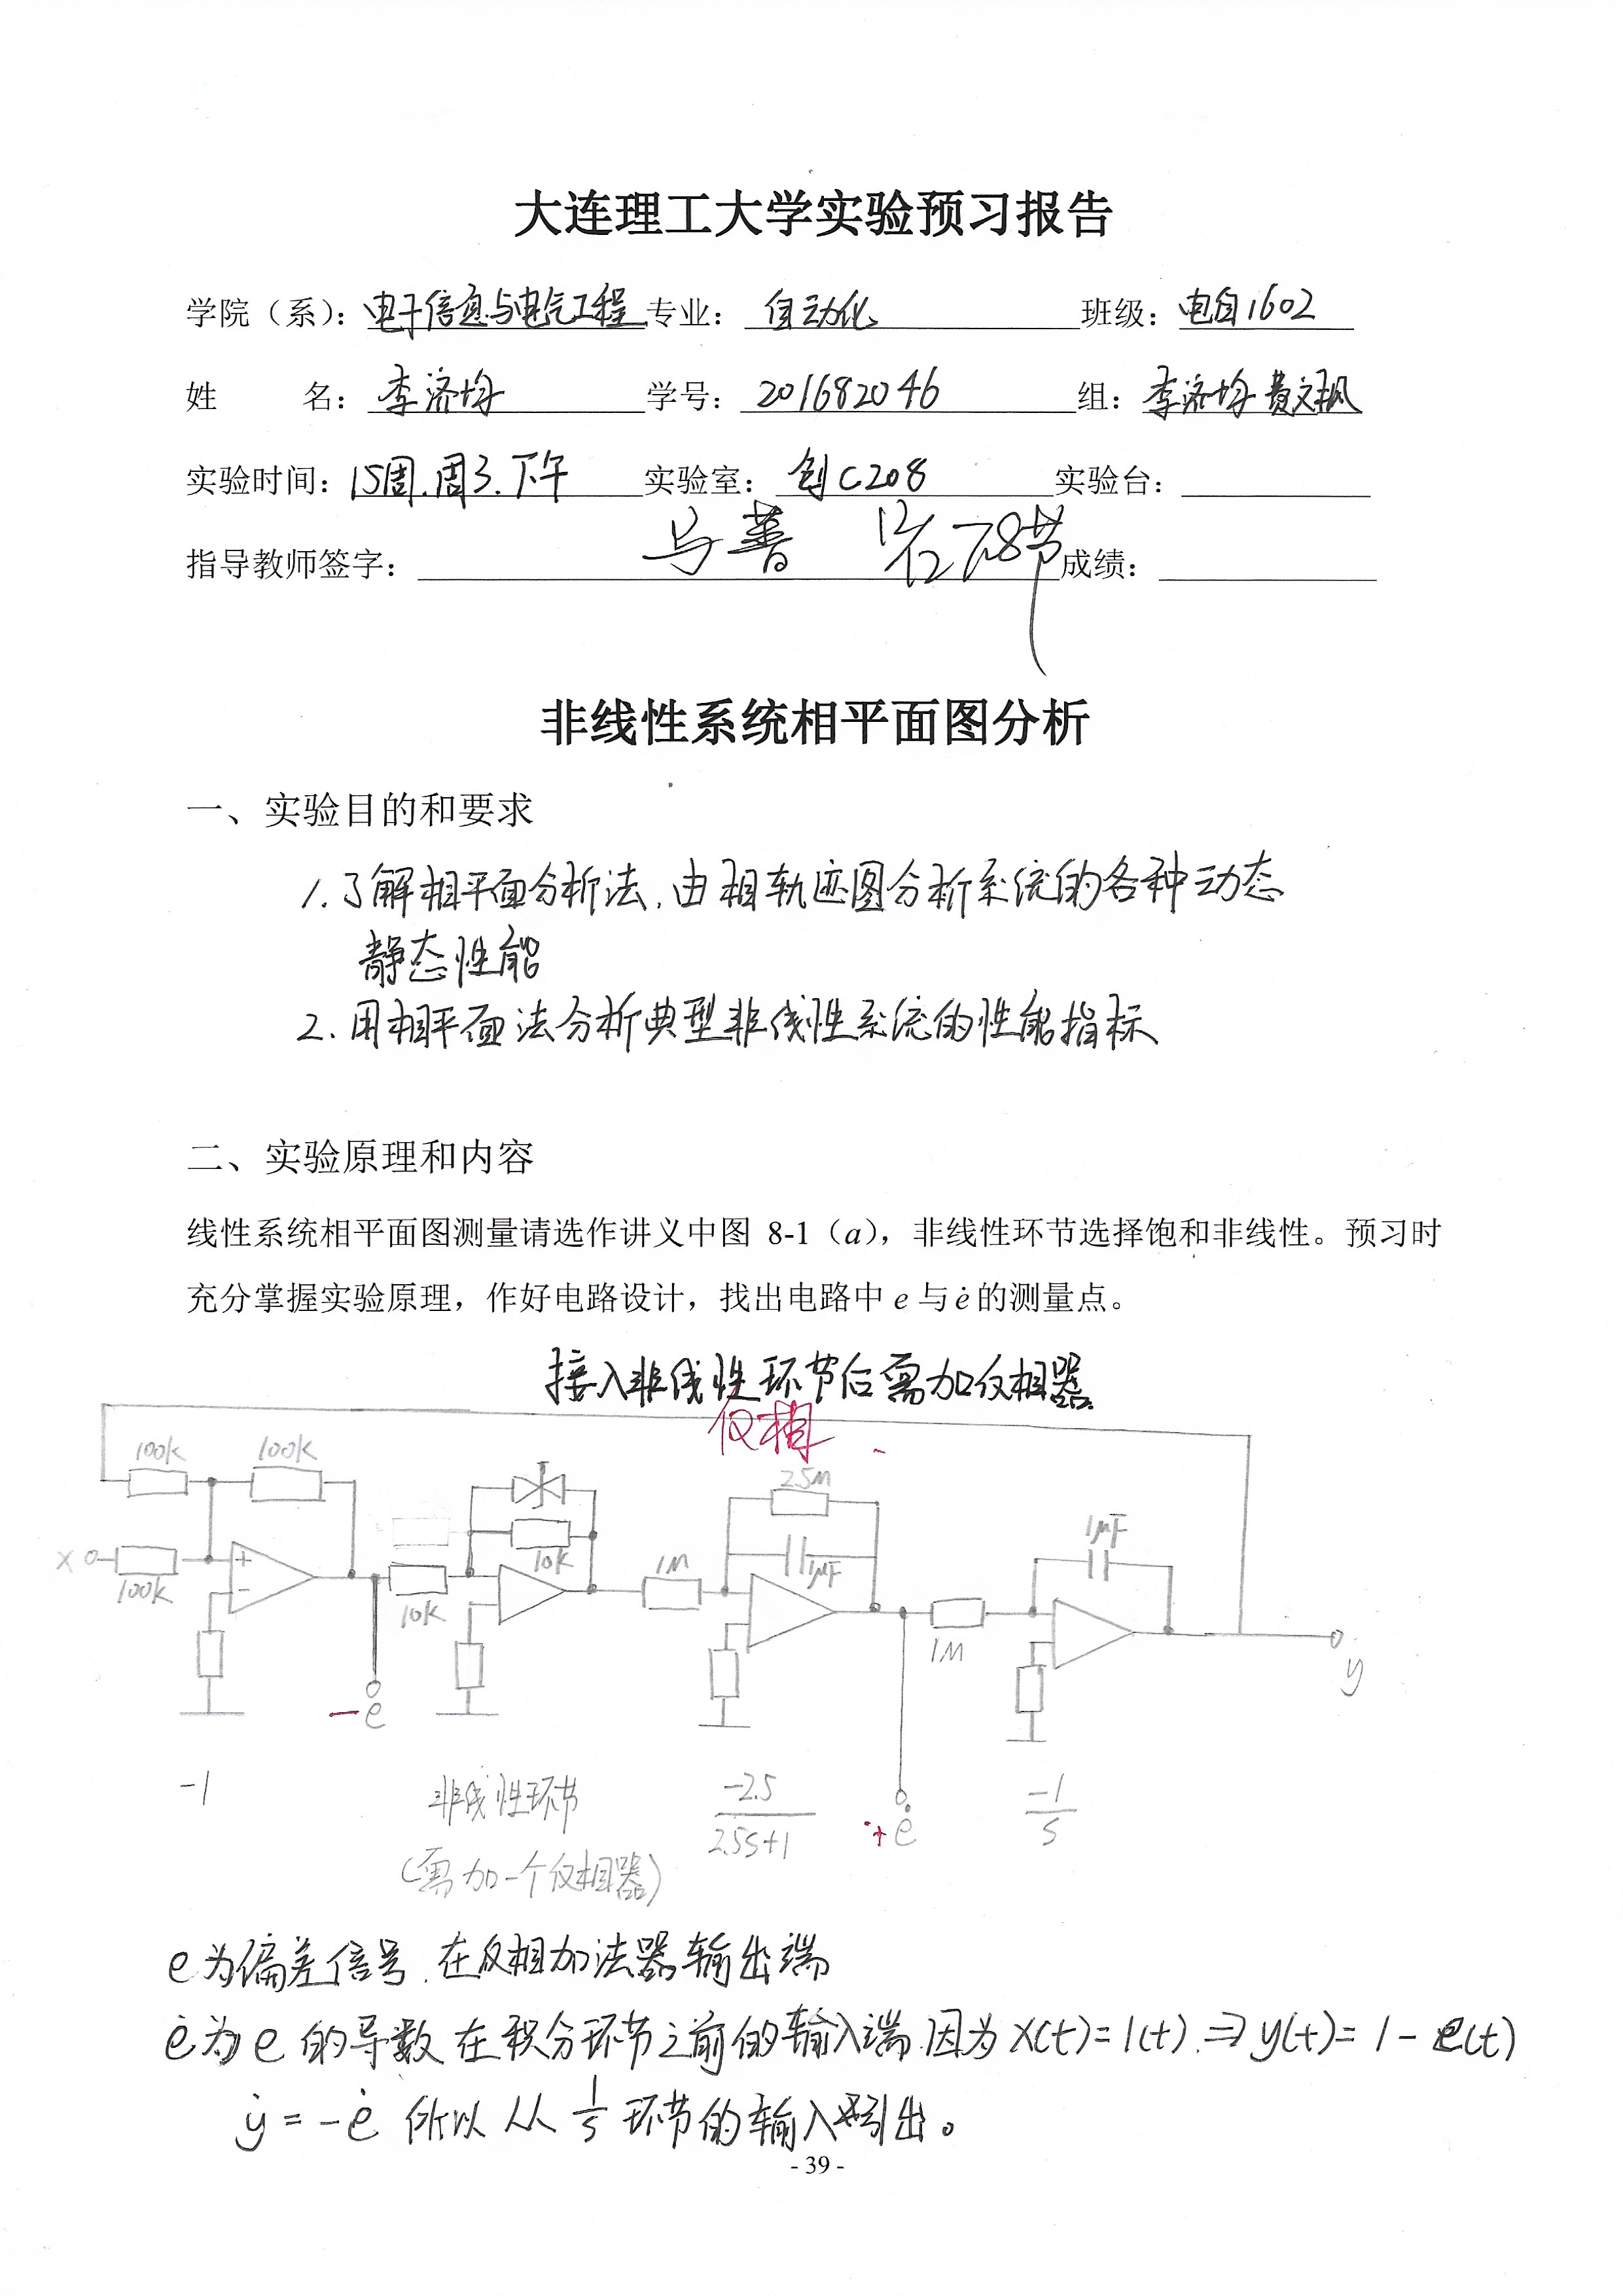 大连理工大学实验预习报告
学院（系）：电子信息与电气工程 专业：自动化 班级：电自1602
姓 名：李济均 学号：201682046 组：李济均 费文枫
实验时间：15周.周3.下午 实验室：创C208 实验台：
指导教师签字： 7.8节 成绩：
非线性系统相平面图分析
一、实验目的和要求
1.了解相平面分析法,由相轨迹图分析系统的各种动态
静态性能
2.用相平面法分析典型非线性系统的性能指标
二、实验原理和内容
线性系统相平面图测量请选作讲义中图 8-1（a），非线性环节选择饱和非线性。预习时
充分掌握实验原理，作好电路设计，找出电路中 e 与 ė 的测量点。
接入非线性环节后需加反相器
反相
100k 100k 2.5M 1μF
x 100k 10k 10k 1M 1μF 1M y
－e
-1 非线性环节 -2.5/2.5s+1 +ė -1/s
(需加一个反相器)
e为偏差信号.在反相加法器输出端
ė为e的导数 在积分环节之前的输入端.因为x(t)=1(t).⇒y(t)=1-e(t)
ẏ=-ė 所以从 1/s 环节的输入端引出。
- 39 -